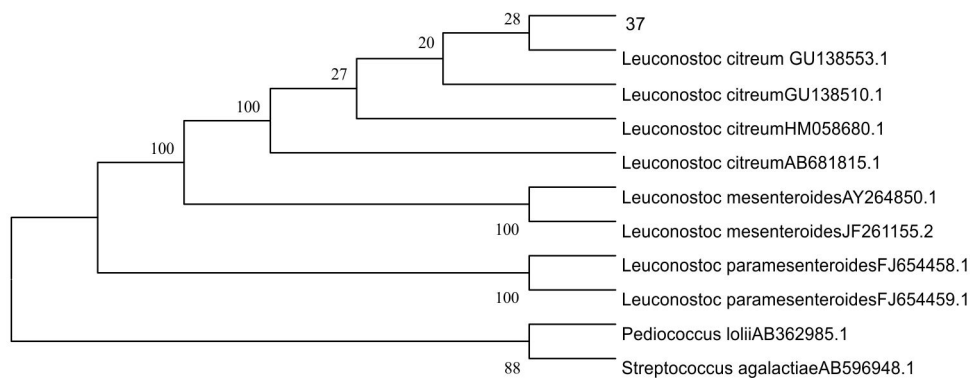 28
37
20
Leuconostoc citreum GU138553.1
27
Leuconostoc citreumGU138510.1
100
Leuconostoc citreumHM058680.1
100
Leuconostoc citreumAB681815.1
Leuconostoc mesenteroidesAY264850.1
100
Leuconostoc mesenteroidesJF261155.2
Leuconostoc paramesenteroidesFJ654458.1
100
Leuconostoc paramesenteroidesFJ654459.1
Pediococcus loliiAB362985.1
88
Streptococcus agalactiaeAB596948.1